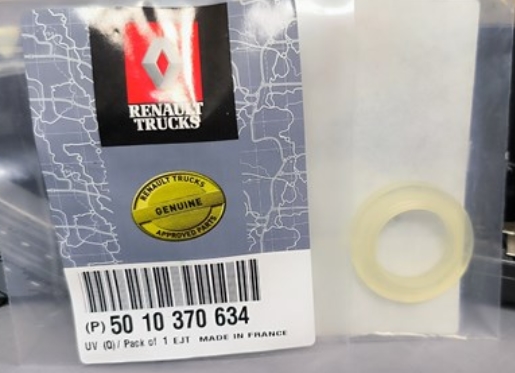 RENAULT
TRUCKS
RENAULT TRUCKS
GENUINE
APPROVED PARTS
(P) 50 10 370 634
UV (Q)/ Pack of 1 EJT MADE IN FRANCE